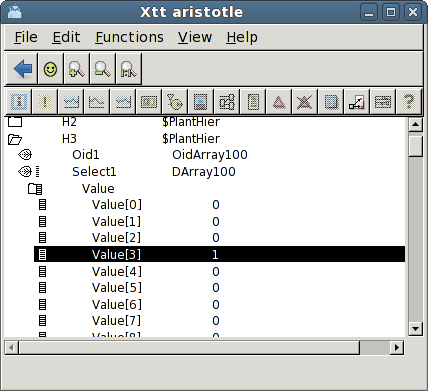 Xtt aristotle
File Edit Functions View Help
H2 $PlantHier
H3 $PlantHier
Oid1 OidArray100
Select1 DArray100
Value
Value[0] 0
Value[1] 0
Value[2] 0
Value[3] 1
Value[4] 0
Value[5] 0
Value[6] 0
Value[7] 0
Value[8] 0